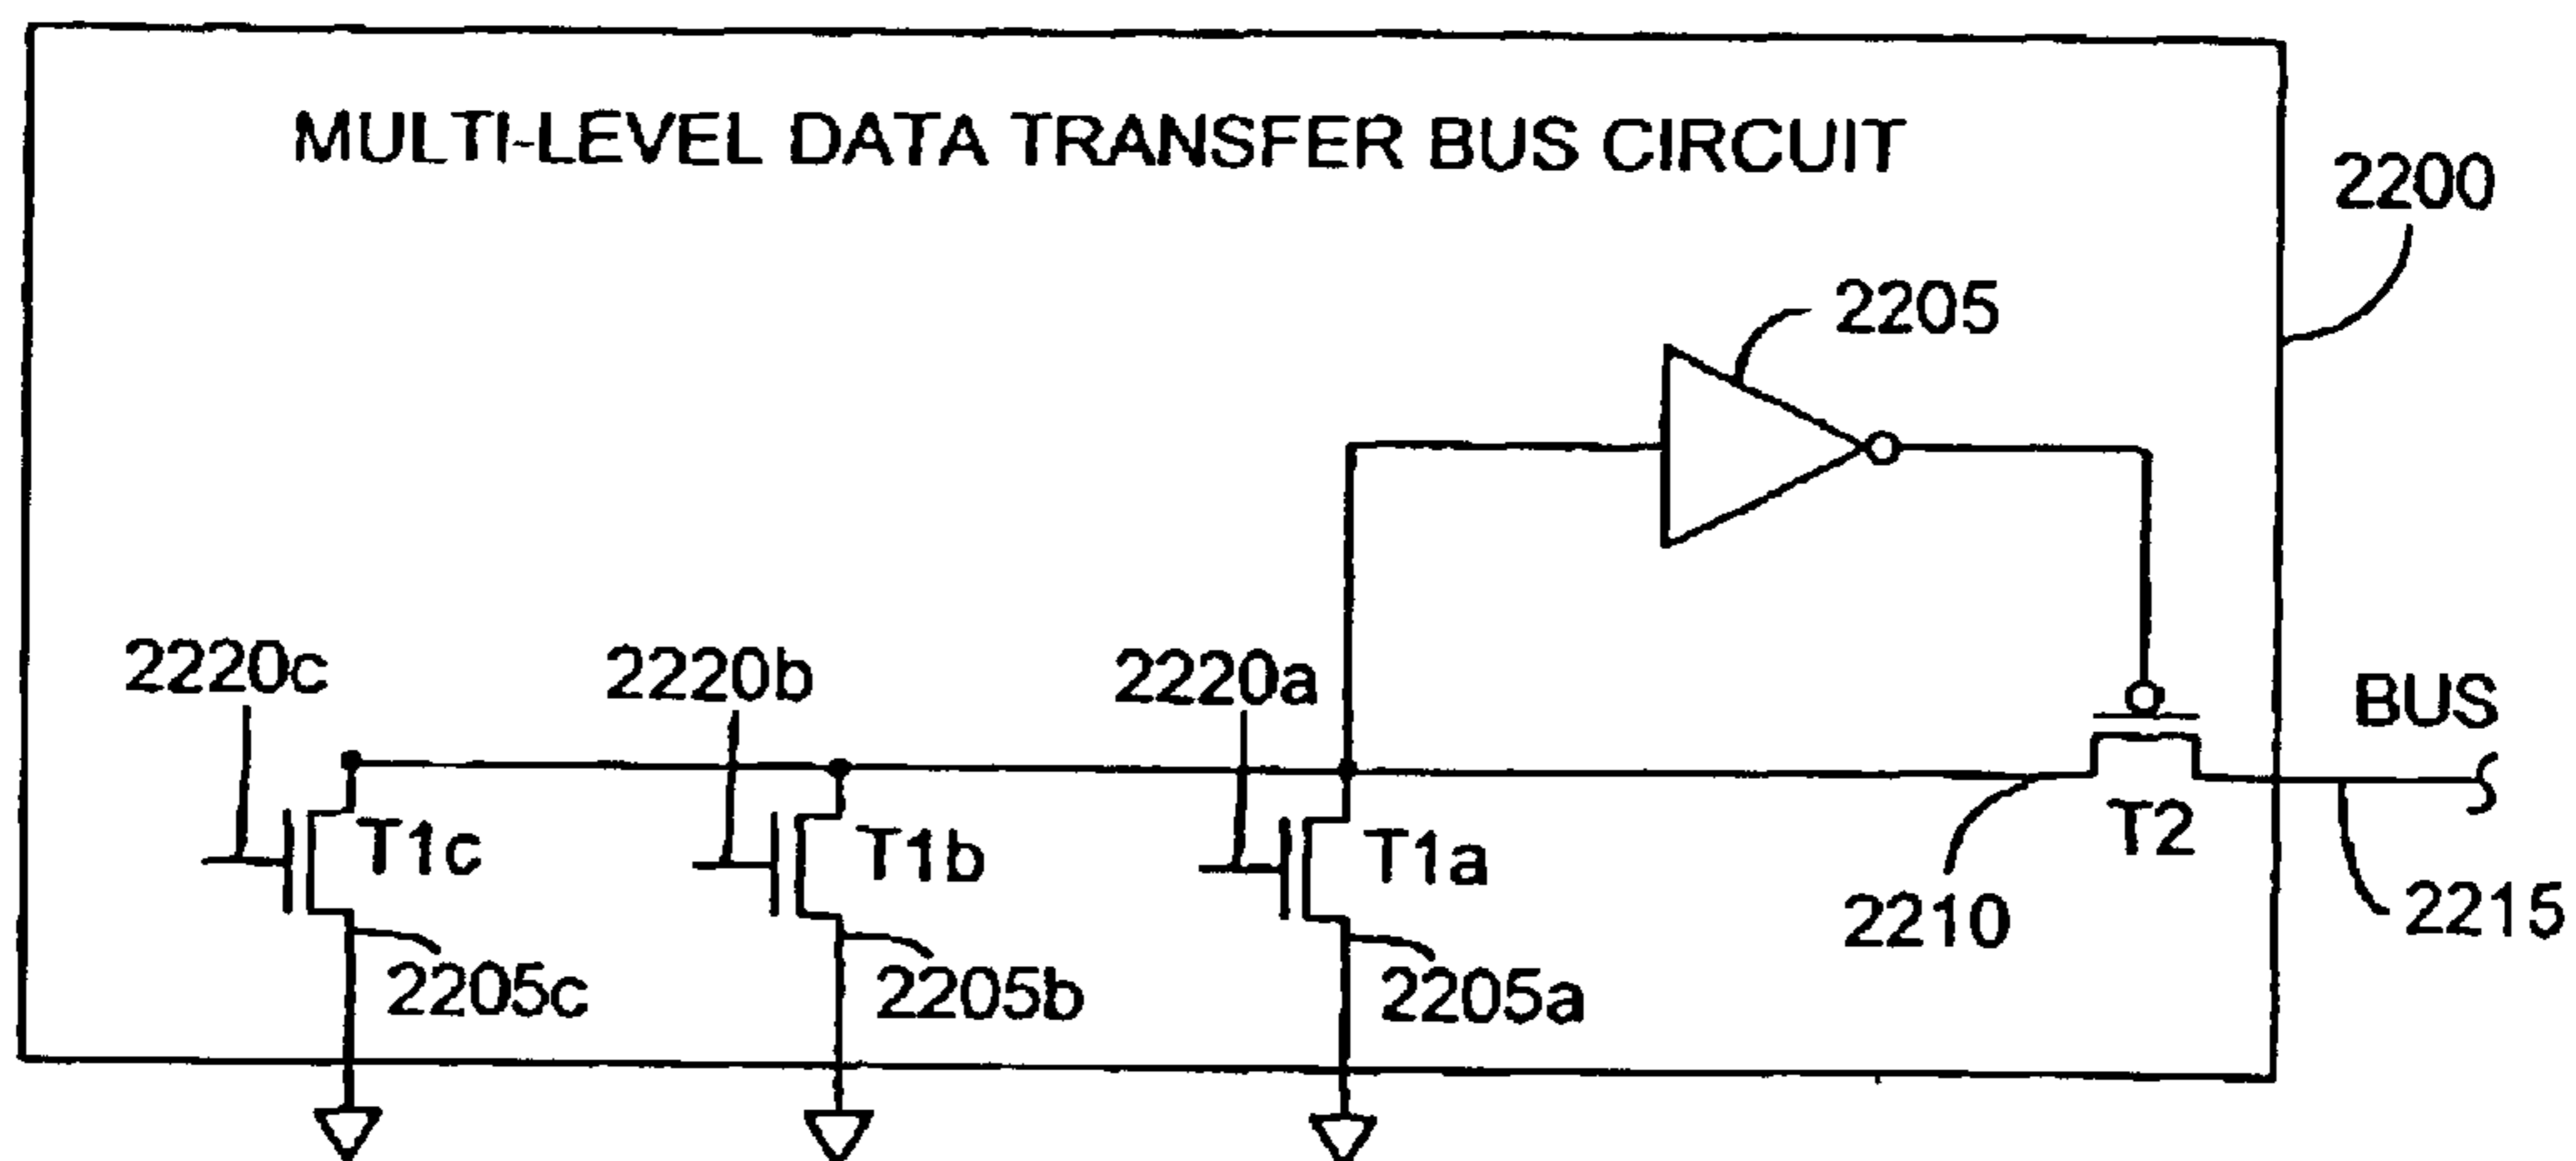 MULTI-LEVEL DATA TRANSFER BUS CIRCUIT
2200
2205
2220c
2220b
2220a
BUS
T1c
T1b
T1a
T2
2210
2215
2205c
2205b
2205a